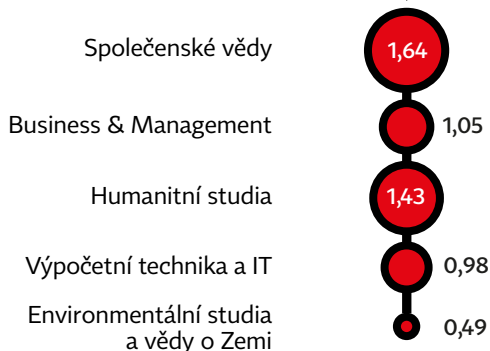 Společenské vědy 1,64
Business & Management 1,05
Humanitní studia 1,43
Výpočetní technika a IT 0,98
Environmentální studia
a vědy o Zemi 0,49